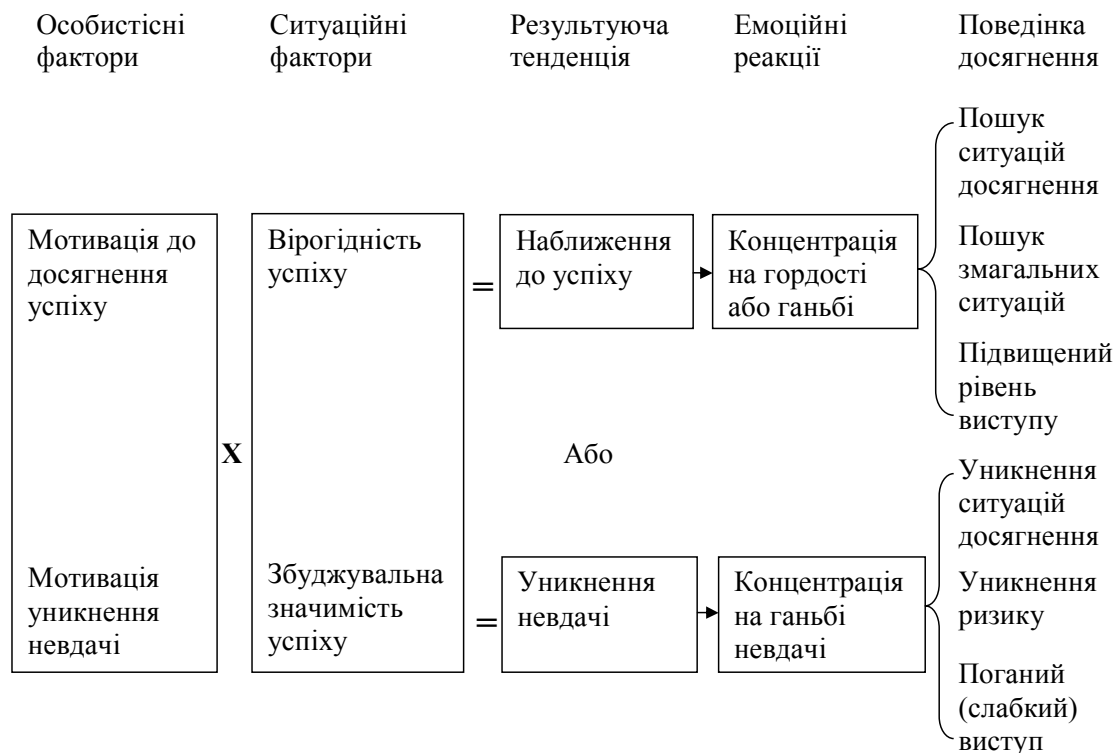 Особистісні
фактори
Ситуаційні
фактори
Результуюча
тенденція
Емоційні
реакції
Поведінка
досягнення
Мотивація до
досягнення
успіху
Мотивація
уникнення
невдачі
X
Вірогідність
успіху
Збуджувальна
значимість
успіху
=
Наближення
до успіху
Концентрація
на гордості
або ганьбі
Пошук
ситуацій
досягнення
Пошук
змагальних
ситуацій
Підвищений
рівень
виступу
Або
=
Уникнення
невдачі
Концентрація
на ганьбі
невдачі
Уникнення
ситуацій
досягнення
Уникнення
ризику
Поганий
(слабкий)
виступ